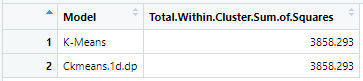 Model Total.Within.Cluster.Sum.of.Squares
1 K-Means 3858.293
2 Ckmeans.1d.dp 3858.293